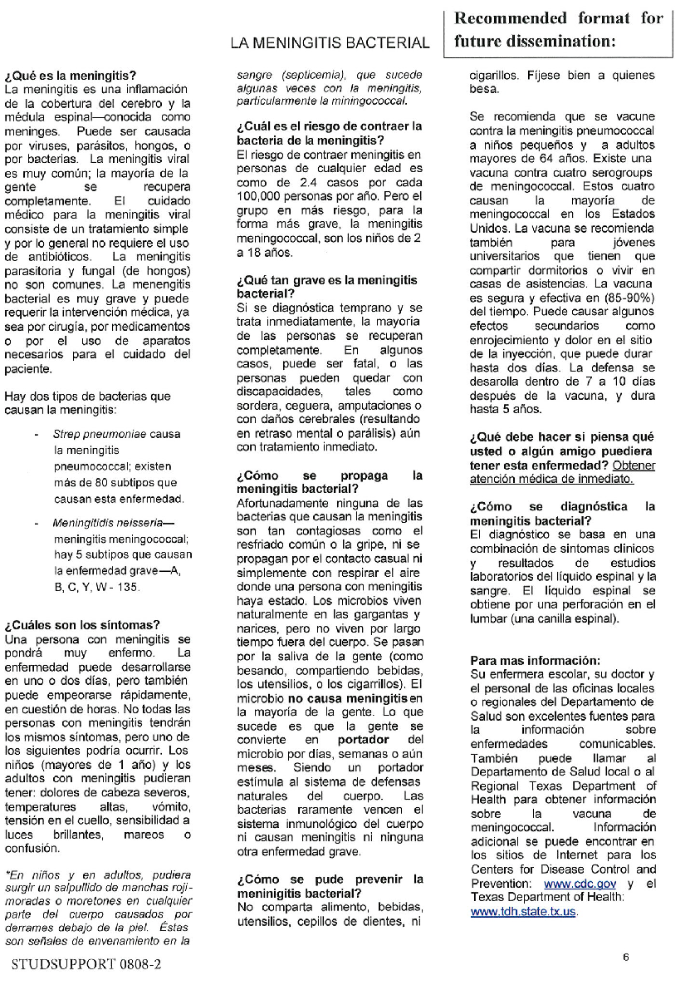 Recommended format for
future dissemination:
LA MENINGITIS BACTERIAL
¿Qué es la meningitis?
La meningitis es una inflamación
de la cobertura del cerebro y la
médula espinal—conocida como
meninges. Puede ser causada
por viruses, parásitos, hongos, o
por bacterias. La meningitis viral
es muy común; la mayoría de la
gente se recupera
completamente. El cuidado
médico para la meningitis viral
consiste de un tratamiento simple
y por lo general no requiere el uso
de antibióticos. La meningitis
parasitoria y fungal (de hongos)
no son comunes. La menengitis
bacterial es muy grave y puede
requerir la intervención médica, ya
sea por cirugía, por medicamentos
o por el uso de aparatos
necesarios para el cuidado del
paciente.
Hay dos tipos de bacterias que
causan la meningitis:
- Strep pneumoniae causa
la meningitis
pneumococcal; existen
más de 80 subtipos que
causan esta enfermedad.
- Meningitidis neisseria—
meningitis meningococcal;
hay 5 subtipos que causan
la enfermedad grave—A,
B, C, Y, W - 135.
¿Cuáles son los síntomas?
Una persona con meningitis se
pondrá muy enfermo. La
enfermedad puede desarrollarse
en uno o dos días, pero también
puede empeorarse rápidamente,
en cuestión de horas. No todas las
personas con meningitis tendrán
los mismos síntomas, pero uno de
los siguientes podría ocurrir. Los
niños (mayores de 1 año) y los
adultos con meningitis pudieran
tener: dolores de cabeza severos,
temperatures altas, vómito,
tensión en el cuello, sensibilidad a
luces brillantes, mareos o
confusión.
*En niños y en adultos, pudiera
surgir un salpullido de manchas roji-
moradas o moretones en cualquier
parte del cuerpo causados por
derrames debajo de la piel. Éstas
son señales de envenamiento en la
sangre (septicemia), que sucede
algunas veces con la meningitis,
particularmente la miningococcal.
¿Cuál es el riesgo de contraer la
bacteria de la meningitis?
El riesgo de contraer meningitis en
personas de cualquier edad es
como de 2.4 casos por cada
100,000 personas por año. Pero el
grupo en más riesgo, para la
forma más grave, la meningitis
meningococcal, son los niños de 2
a 18 años.
¿Qué tan grave es la meningitis
bacterial?
Si se diagnóstica temprano y se
trata inmediatamente, la mayoría
de las personas se recuperan
completamente. En algunos
casos, puede ser fatal, o las
personas pueden quedar con
discapacidades, tales como
sordera, ceguera, amputaciones o
con daños cerebrales (resultando
en retraso mental o parálisis) aún
con tratamiento inmediato.
¿Cómo se propaga la
meningitis bacterial?
Afortunadamente ninguna de las
bacterias que causan la meningitis
son tan contagiosas como el
resfriado común o la gripe, ni se
propagan por el contacto casual ni
simplemente con respirar el aire
donde una persona con meningitis
haya estado. Los microbios viven
naturalmente en las gargantas y
narices, pero no viven por largo
tiempo fuera del cuerpo. Se pasan
por la saliva de la gente (como
besando, compartiendo bebidas,
los utensilios, o los cigarrillos). El
microbio no causa meningitis en
la mayoría de la gente. Lo que
sucede es que la gente se
convierte en portador del
microbio por días, semanas o aún
meses. Siendo un portador
estímula al sistema de defensas
naturales del cuerpo. Las
bacterias raramente vencen el
sistema inmunológico del cuerpo
ni causan meningitis ni ninguna
otra enfermedad grave.
¿Cómo se pude prevenir la
meninigitis bacterial?
No comparta alimento, bebidas,
utensilios, cepillos de dientes, ni
cigarillos. Fíjese bien a quienes
besa.
Se recomienda que se vacune
contra la meningitis pneumococcal
a niños pequeños y a adultos
mayores de 64 años. Existe una
vacuna contra cuatro serogroups
de meningococcal. Estos cuatro
causan la mayoría de
meningococcal en los Estados
Unidos. La vacuna se recomienda
también para jóvenes
universitarios que tienen que
compartir dormitorios o vivir en
casas de asistencias. La vacuna
es segura y efectiva en (85-90%)
del tiempo. Puede causar algunos
efectos secundarios como
enrojecimiento y dolor en el sitio
de la inyección, que puede durar
hasta dos días. La defensa se
desarolla dentro de 7 a 10 días
después de la vacuna, y dura
hasta 5 años.
¿Qué debe hacer si piensa qué
usted o algún amigo puediera
tener esta enfermedad? Obtener
atención médica de inmediato.
¿Cómo se diagnóstica la
meningitis bacterial?
El diagnóstico se basa en una
combinación de síntomas clínicos
y resultados de estudios
laboratorios del líquido espinal y la
sangre. El líquido espinal se
obtiene por una perforación en el
lumbar (una canilla espinal).
Para mas información:
Su enfermera escolar, su doctor y
el personal de las oficinas locales
o regionales del Departamento de
Salud son excelentes fuentes para
la información sobre
enfermedades comunicables.
También puede llamar al
Departamento de Salud local o al
Regional Texas Department of
Health para obtener información
sobre la vacuna de
meningococcal. Información
adicional se puede encontrar en
los sitios de Internet para los
Centers for Disease Control and
Prevention: www.cdc.gov y el
Texas Department of Health:
www.tdh.state.tx.us.
STUDSUPPORT 0808-2
6